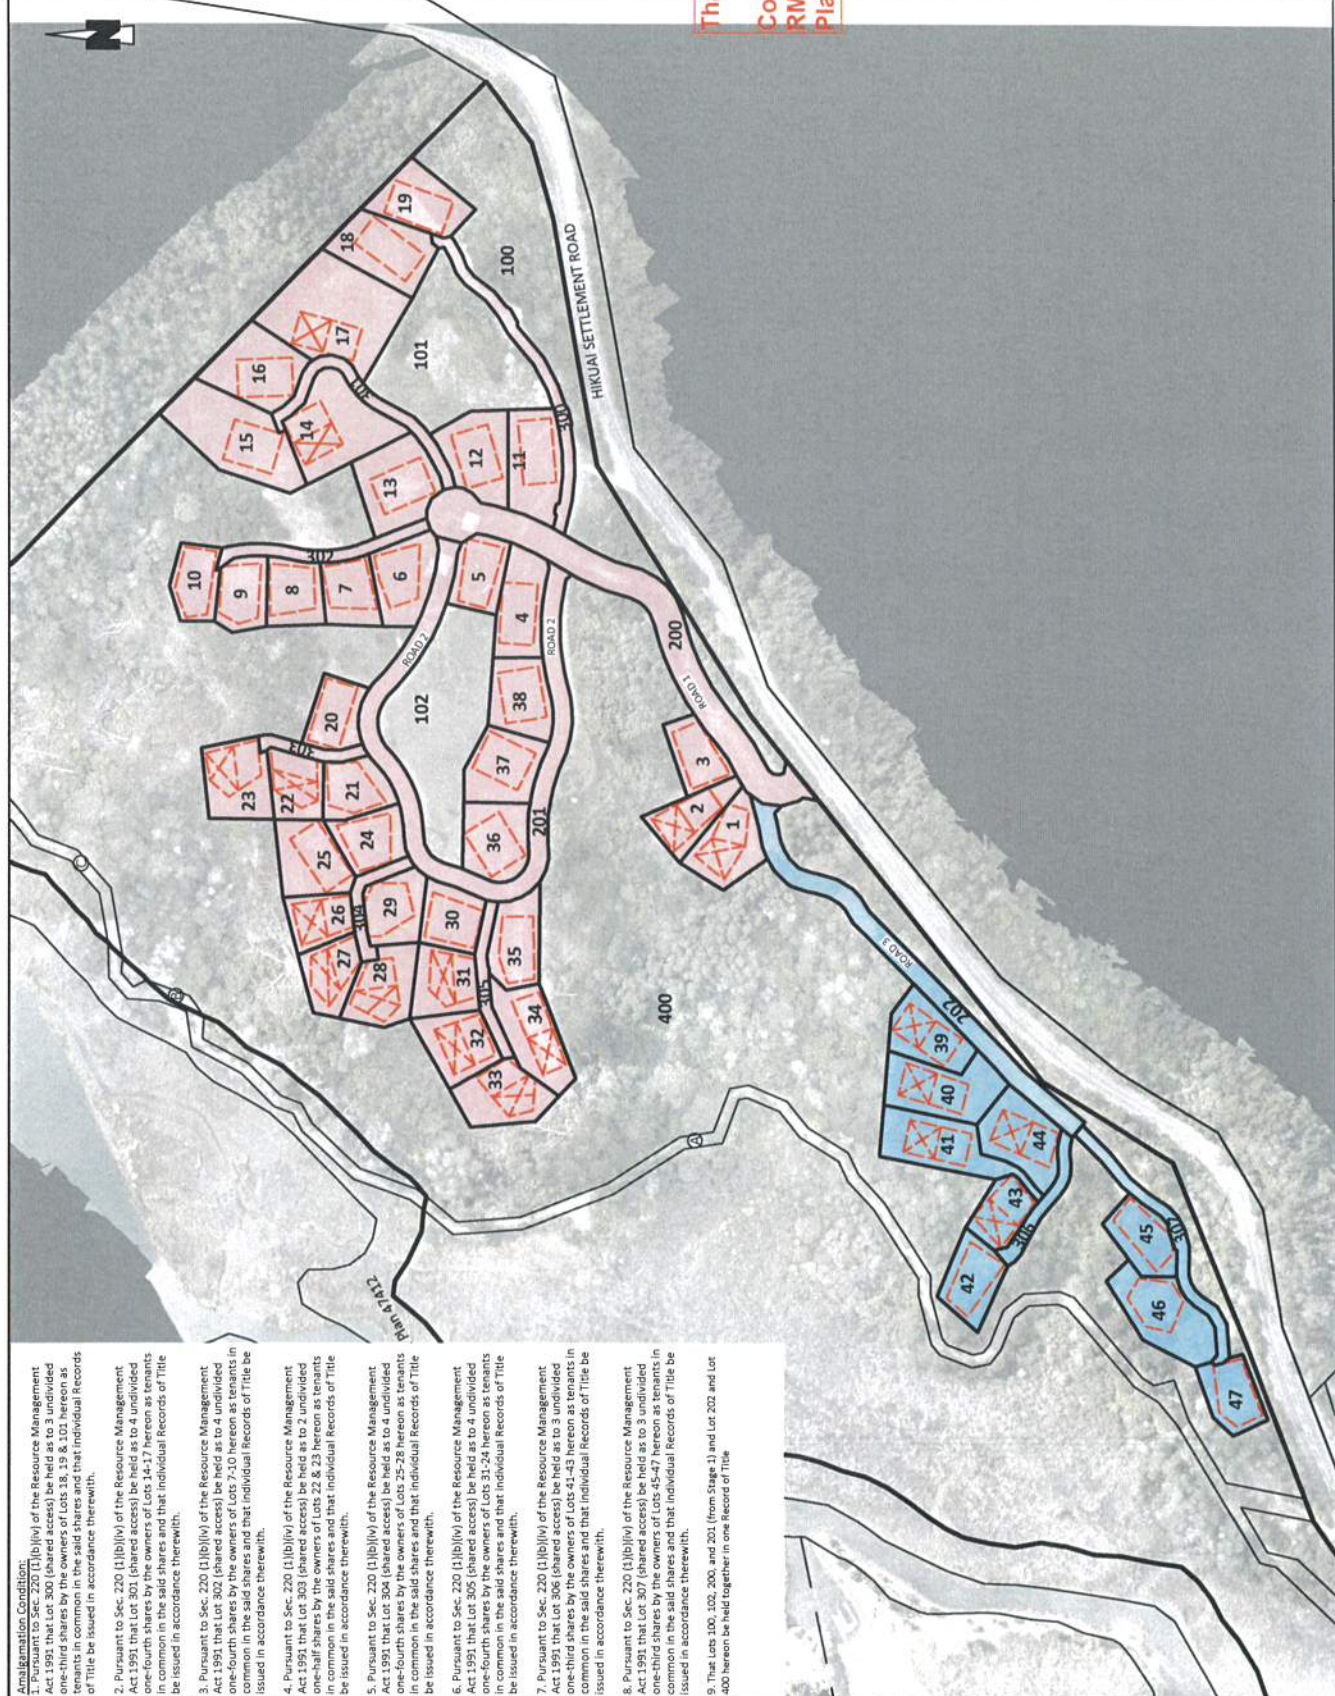 Amalgamation Condition:
1. Pursuant to Sec. 220 (1)(b)(iv) of the Resource Management
Act 1991 that Lot 300 (shared access) be held as to 3 undivided
one-third shares by the owners of Lots 18, 19 & 101 hereon as
tenants in common in the said shares and that individual Records
of Title be issued in accordance therewith.
2. Pursuant to Sec. 220 (1)(b)(iv) of the Resource Management
Act 1991 that Lot 301 (shared access) be held as to 4 undivided
one-fourth shares by the owners of Lots 14-17 hereon as tenants
in common in the said shares and that individual Records of Title
be issued in accordance therewith.
3. Pursuant to Sec. 220 (1)(b)(iv) of the Resource Management
Act 1991 that Lot 302 (shared access) be held as to 4 undivided
one-fourth shares by the owners of Lots 7-10 hereon as tenants in
common in the said shares and that individual Records of Title be
issued in accordance therewith.
4. Pursuant to Sec. 220 (1)(b)(iv) of the Resource Management
Act 1991 that Lot 303 (shared access) be held as to 2 undivided
one-half shares by the owners of Lots 22 & 23 hereon as tenants
in common in the said shares and that individual Records of Title
be issued in accordance therewith.
5. Pursuant to Sec. 220 (1)(b)(iv) of the Resource Management
Act 1991 that Lot 304 (shared access) be held as to 4 undivided
one-fourth shares by the owners of Lots 25-28 hereon as tenants
in common in the said shares and that individual Records of Title
be issued in accordance therewith.
6. Pursuant to Sec. 220 (1)(b)(iv) of the Resource Management
Act 1991 that Lot 305 (shared access) be held as to 4 undivided
one-fourth shares by the owners of Lots 31-24 hereon as tenants
in common in the said shares and that individual Records of Title
be issued in accordance therewith.
7. Pursuant to Sec. 220 (1)(b)(iv) of the Resource Management
Act 1991 that Lot 306 (shared access) be held as to 3 undivided
one-third shares by the owners of Lots 41-43 hereon as tenants in
common in the said shares and that individual Records of Title be
issued in accordance therewith.
8. Pursuant to Sec. 220 (1)(b)(iv) of the Resource Management
Act 1991 that Lot 307 (shared access) be held as to 3 undivided
one-third shares by the owners of Lots 45-47 hereon as tenants in
common in the said shares and that individual Records of Title be
issued in accordance therewith.
9. That Lots 100, 102, 200, and 201 (from Stage 1) and Lot 202 and Lot
400 hereon be held together in one Record of Title
N
Th
Co
RM
Pla
Plan 47412
A
B
C
HIKUAI SETTLEMENT ROAD
ROAD 1
ROAD 2
ROAD 2
ROAD 3
1
2
3
4
5
6
7
8
9
10
11
12
13
14
15
16
17
18
19
20
21
22
23
24
25
26
27
28
29
30
31
32
33
34
35
36
37
38
39
40
41
42
43
44
45
46
47
100
101
102
200
201
202
300
301
302
303
304
305
306
307
400